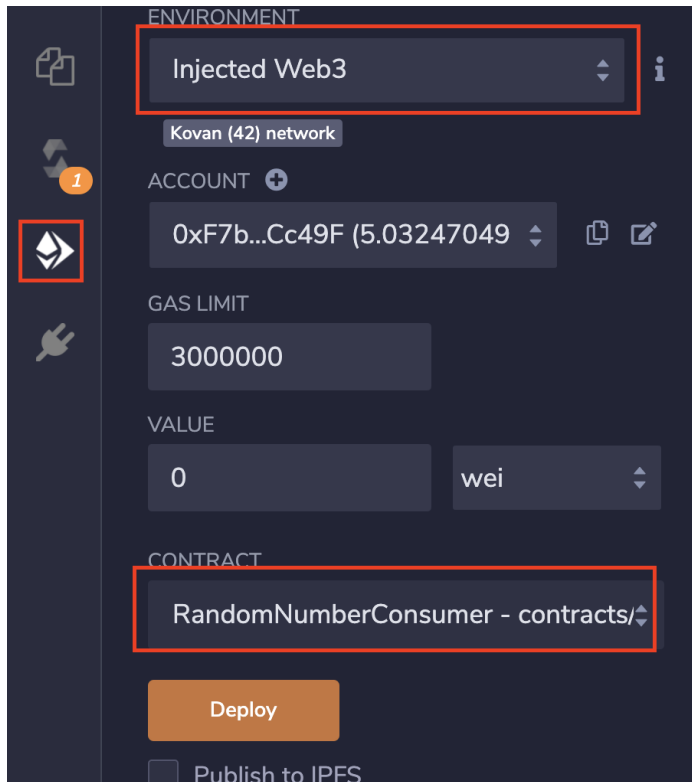 ENVIRONMENT
Injected Web3
Kovan (42) network
1
ACCOUNT
0xF7b...Cc49F (5.03247049
GAS LIMIT
3000000
VALUE
0
wei
CONTRACT
RandomNumberConsumer - contracts/
Deploy
Publish to IPFS